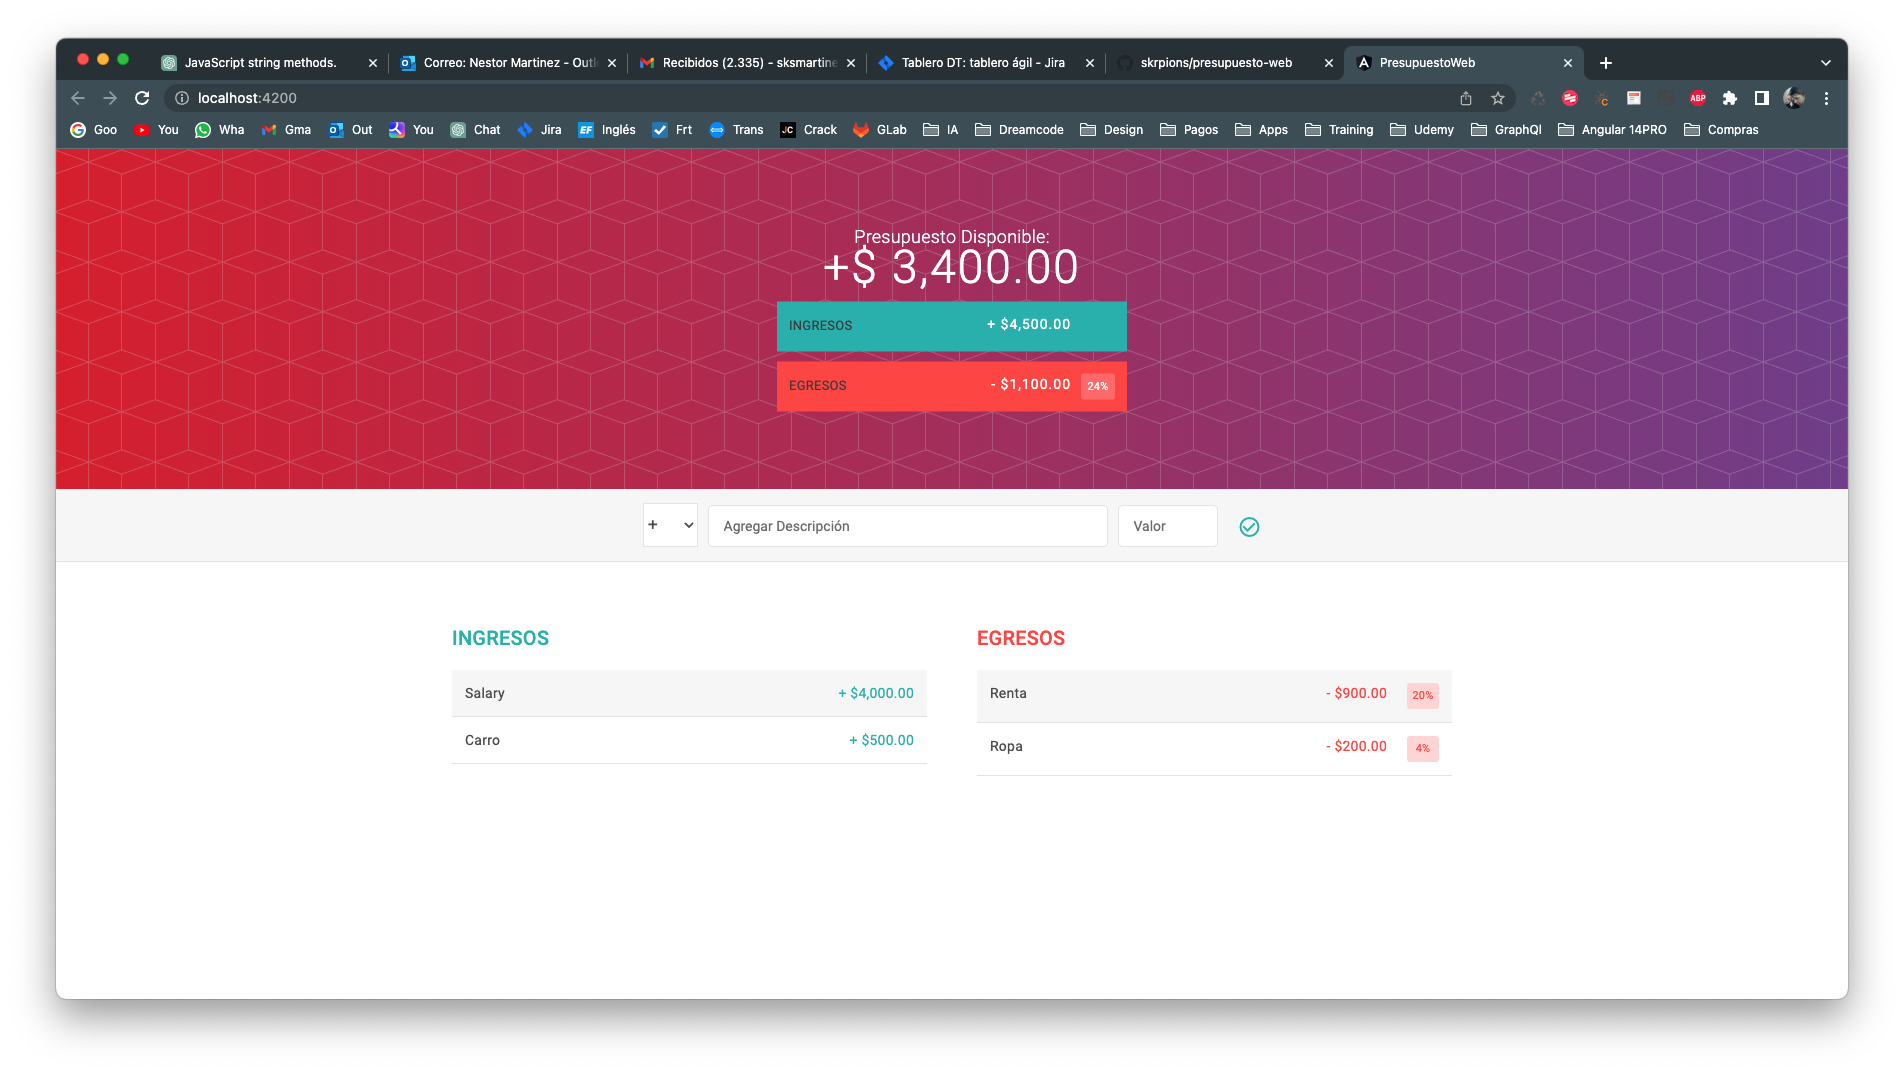 JavaScript string methods.
Correo: Nestor Martinez - Outl
Recibidos (2.335) - sksmartine
Tablero DT: tablero ágil - Jira
skrpions/presupuesto-web
PresupuestoWeb
localhost:4200
ABP
Goo You Wha Gma Out You Chat Jira EF Inglés Frt Trans JC Crack GLab IA Dreamcode Design Pagos Apps Training Udemy GraphQl Angular 14PRO Compras
Presupuesto Disponible:
+$ 3,400.00
INGRESOS + $4,500.00
EGRESOS - $1,100.00 24%
+ Agregar Descripción Valor
INGRESOS
Salary + $4,000.00
Carro + $500.00
EGRESOS
Renta - $900.00 20%
Ropa - $200.00 4%